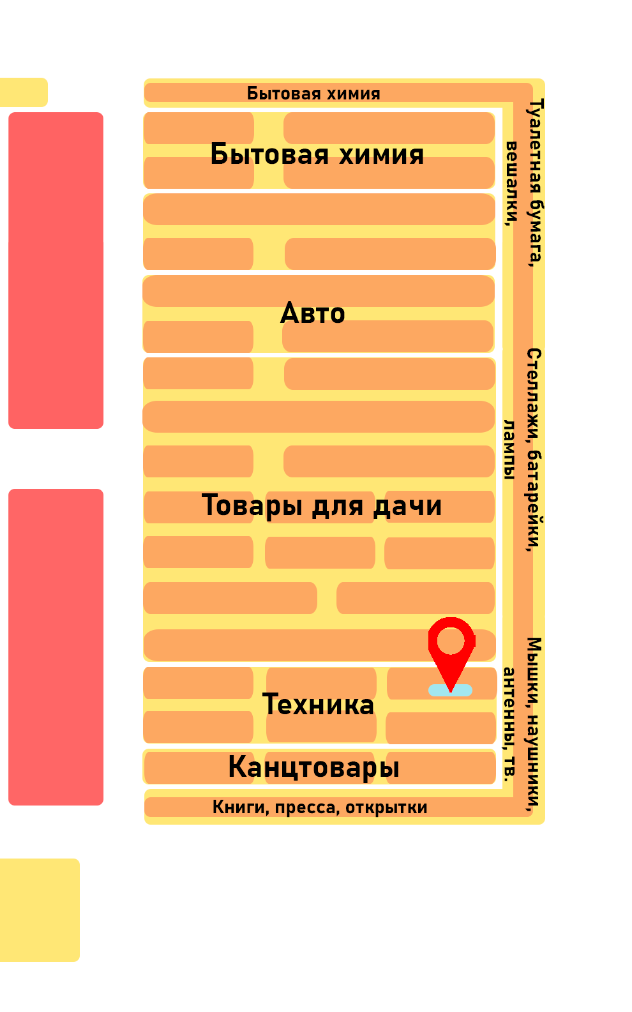 Бытовая химия
Бытовая химия
Авто
Товары для дачи
Техника
Канцтовары
Книги, пресса, открытки
Туалетная бумага,
вешалки,
Стеллажи, батарейки,
лампы
Мышки, наушники,
антенны, тв.